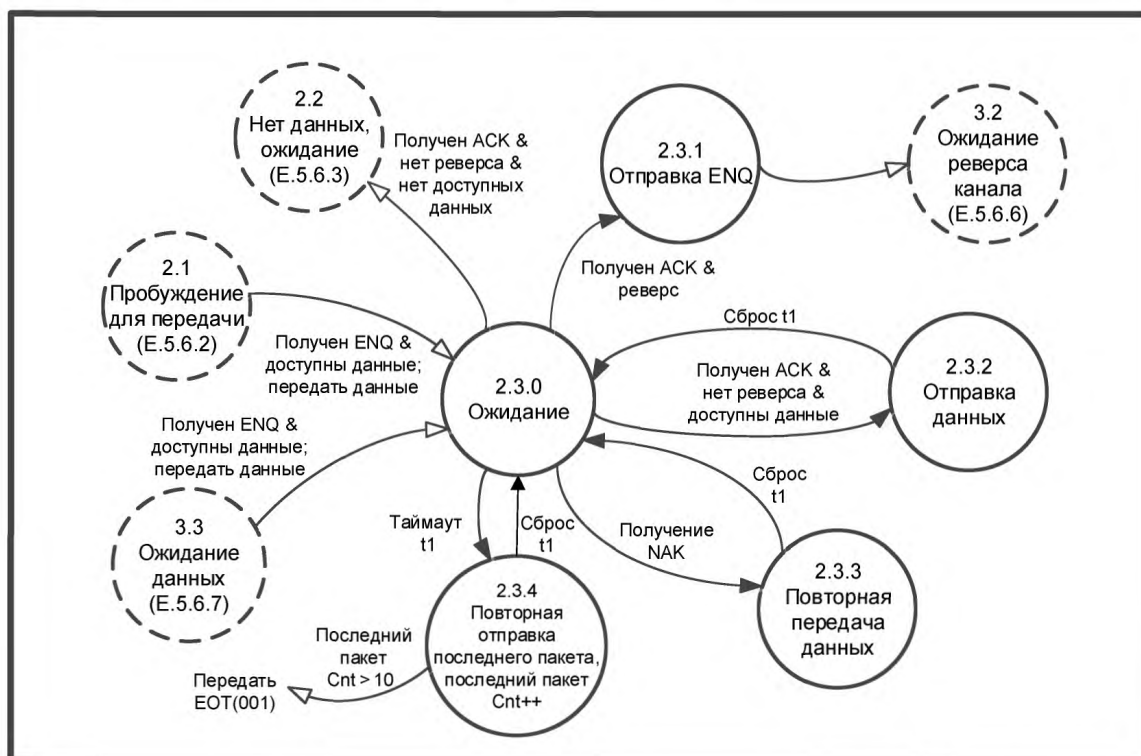 2.2
Нет данных,
ожидание
(Е.5.6.3)
Получен ACK &
нет реверса &
нет доступных
данных
2.3.1
Отправка ENQ
3.2
Ожидание
реверса
канала
(Е.5.6.6)
Получен ACK &
реверс
2.1
Пробуждение
для передачи
(Е.5.6.2)
Получен ENQ &
доступны данные;
передать данные
2.3.0
Ожидание
Сброс t1
Получен ACK &
нет реверса &
доступны данные
2.3.2
Отправка
данных
Получен ENQ &
доступны данные;
передать данные
3.3
Ожидание
данных
(Е.5.6.7)
Таймаут
t1
Сброс
t1
Получение
NAK
Сброс
t1
2.3.3
Повторная
передача
данных
2.3.4
Повторная
отправка
последнего пакета,
последний пакет
Cnt++
Последний
пакет
Cnt > 10
Передать
EOT(001)